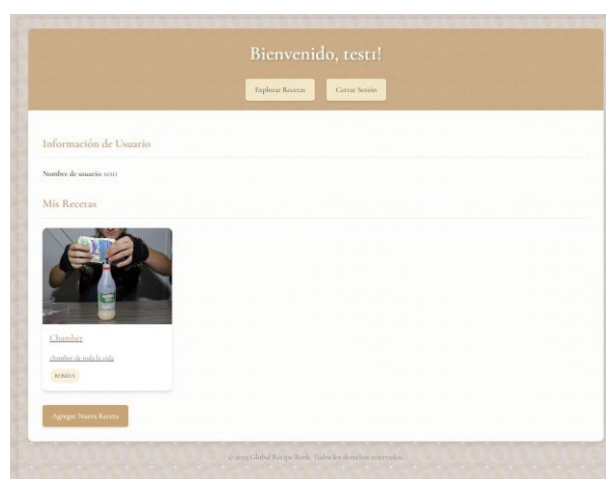 Bienvenido, test1!
Explorar Recetas
Cerrar Sesión
Información de Usuario
Nombre de usuario: test1
Mis Recetas
Chamber
chamber de toda la vida
BEBIDA
Agregar Nueva Receta
© 2025 Global Recipe Book. Todos los derechos reservados.